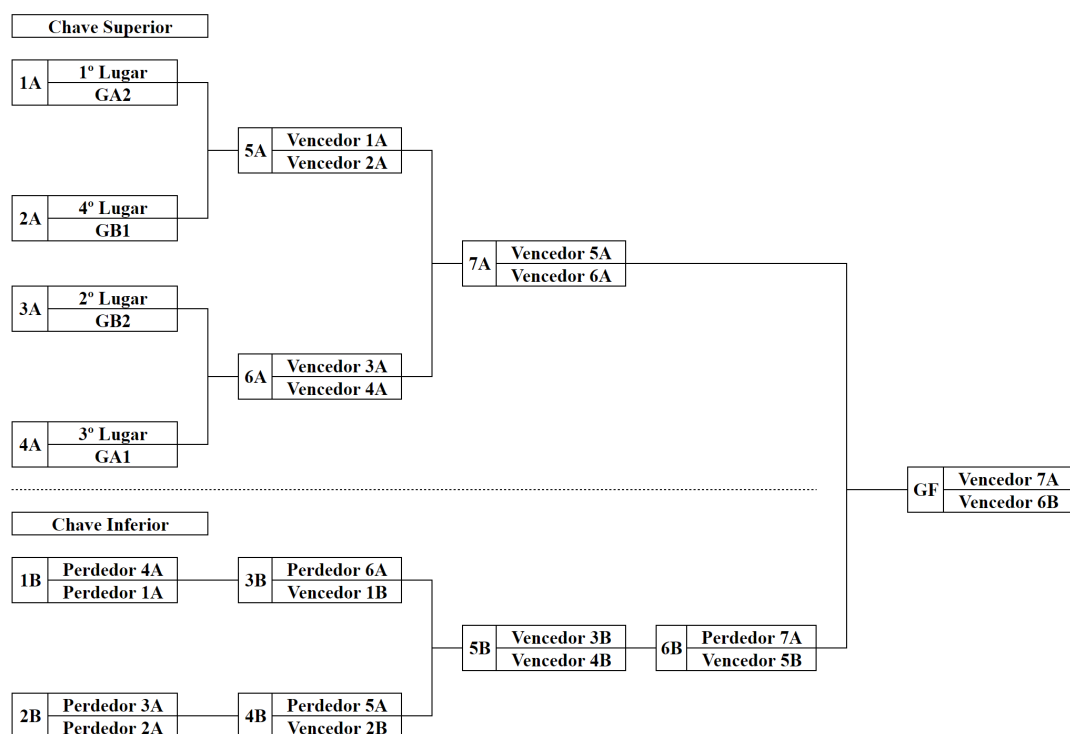 Chave Superior
1A
1º Lugar
GA2
2A
4º Lugar
GB1
3A
2º Lugar
GB2
4A
3º Lugar
GA1
5A
Vencedor 1A
Vencedor 2A
6A
Vencedor 3A
Vencedor 4A
7A
Vencedor 5A
Vencedor 6A
GF
Vencedor 7A
Vencedor 6B
Chave Inferior
1B
Perdedor 4A
Perdedor 1A
2B
Perdedor 3A
Perdedor 2A
3B
Perdedor 6A
Vencedor 1B
4B
Perdedor 5A
Vencedor 2B
5B
Vencedor 3B
Vencedor 4B
6B
Perdedor 7A
Vencedor 5B